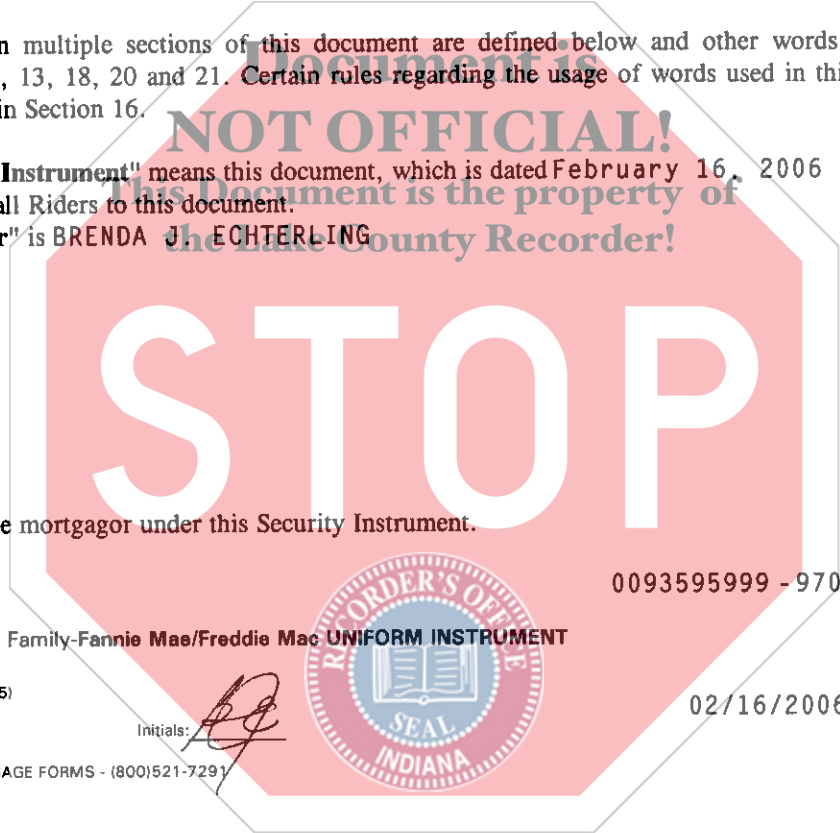 n multiple sections of this document are defined below and other words
, 13, 18, 20 and 21. Certain rules regarding the usage of words used in thi
in Section 16.
Document is
NOT OFFICIAL!
Instrument" means this document, which is dated February 16, 2006
This Document is the property of
all Riders to this document.
the Lake County Recorder!
r" is BRENDA J. ECHTERLING
STOP
e mortgagor under this Security Instrument.
0093595999 - 970
RECORDER'S OFFICE
Family-Fannie Mae/Freddie Mac UNIFORM INSTRUMENT
5)
02/16/2006
Initials:
SEAL
INDIANA
AGE FORMS - (800)521-7291